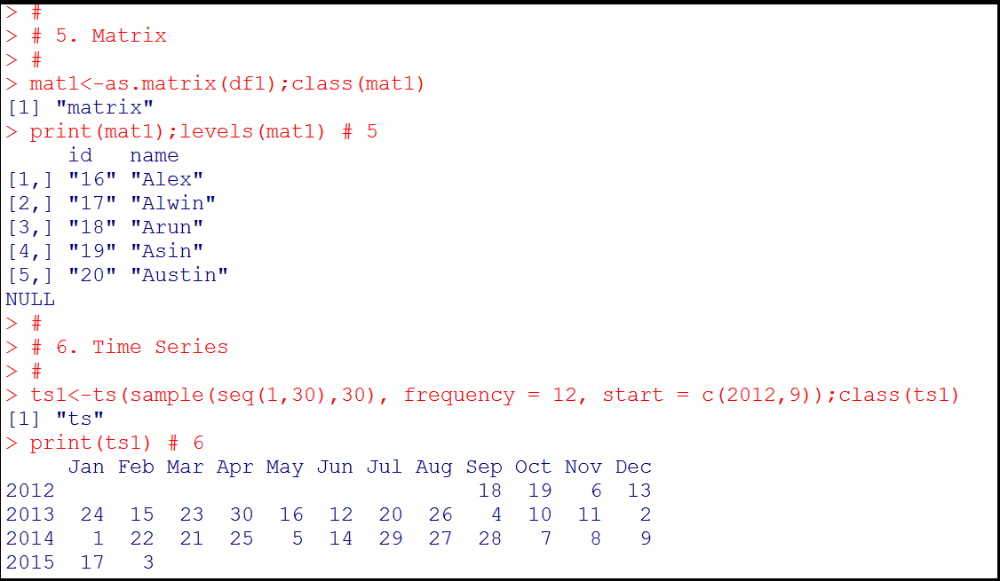 > #
> # 5. Matrix
> #
> mat1<-as.matrix(df1);class(mat1)
[1] "matrix"
> print(mat1);levels(mat1) # 5
     id   name
[1,] "16" "Alex"
[2,] "17" "Alwin"
[3,] "18" "Arun"
[4,] "19" "Asin"
[5,] "20" "Austin"
NULL
> #
> # 6. Time Series
> #
> ts1<-ts(sample(seq(1,30),30), frequency = 12, start = c(2012,9));class(ts1)
[1] "ts"
> print(ts1) # 6
     Jan Feb Mar Apr May Jun Jul Aug Sep Oct Nov Dec
2012                                  18  19   6  13
2013  24  15  23  30  16  12  20  26   4  10  11   2
2014   1  22  21  25   5  14  29  27  28   7   8   9
2015  17   3